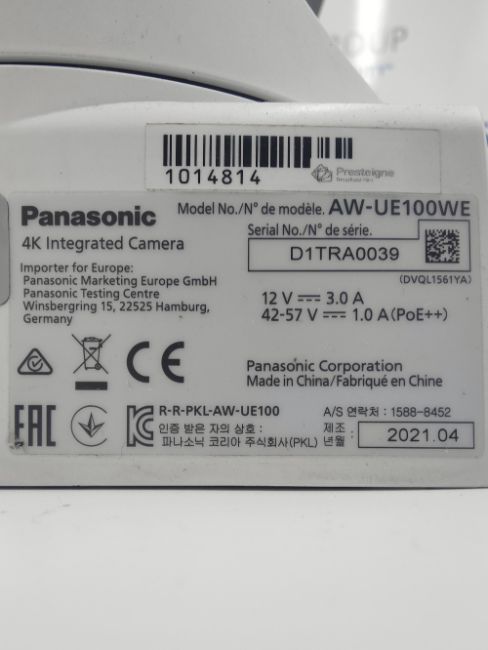 OUP
1014814
Presteigne
Panasonic
Model No./N° de modèle. AW-UE100WE
4K Integrated Camera
Serial No./N° de série.
D1TRA0039
(DVQL1561YA)
Importer for Europe:
Panasonic Marketing Europe GmbH
Panasonic Testing Centre
Winsbergring 15, 22525 Hamburg,
Germany
12 V ⎓ 3.0 A
42-57 V ⎓ 1.0 A (PoE++)
CE
Panasonic Corporation
Made in China/Fabriqué en Chine
EAC
R-R-PKL-AW-UE100
인증 받은 자의 상호 :
파나소닉 코리아 주식회사(PKL)
A/S 연락처 : 1588-8452
제조
년월 : 2021.04